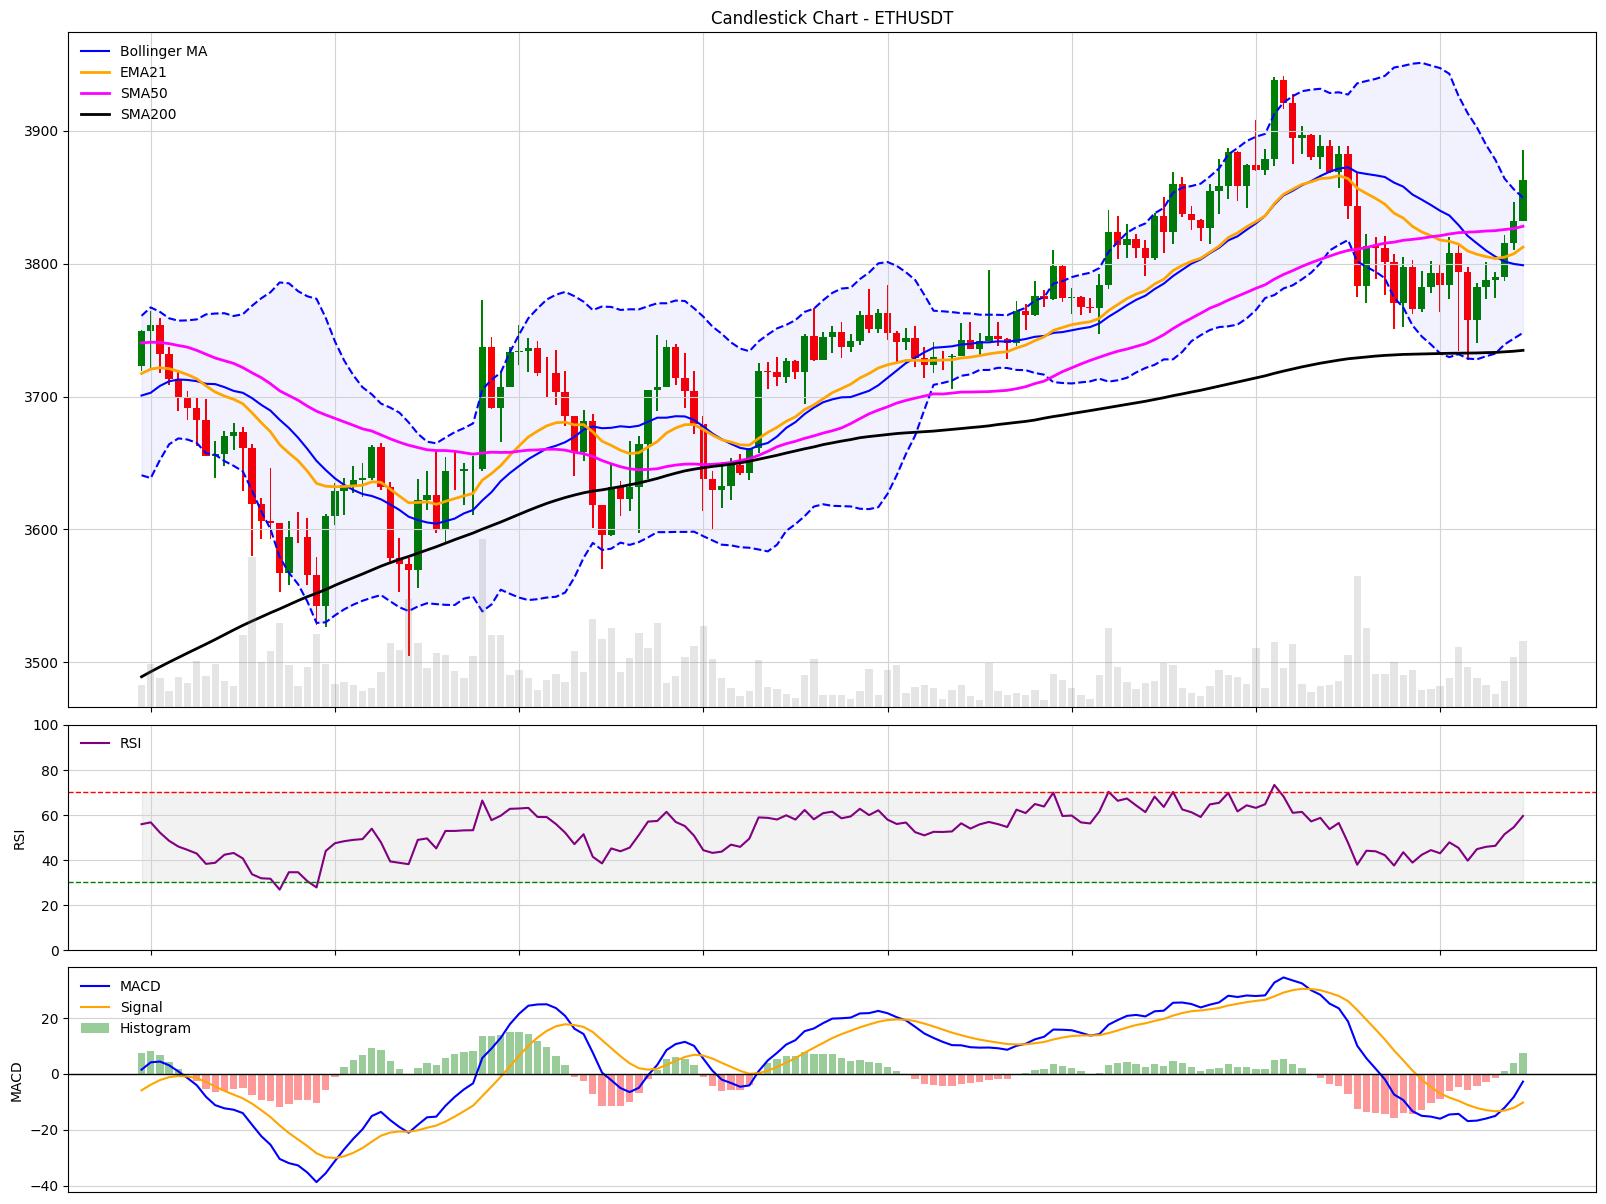 Candlestick Chart - ETHUSDT
Bollinger MA
EMA21
SMA50
SMA200
3900
3800
3700
3600
3500
100
80
60
40
20
0
RSI
RSI
20
0
−20
−40
MACD
MACD
Signal
Histogram